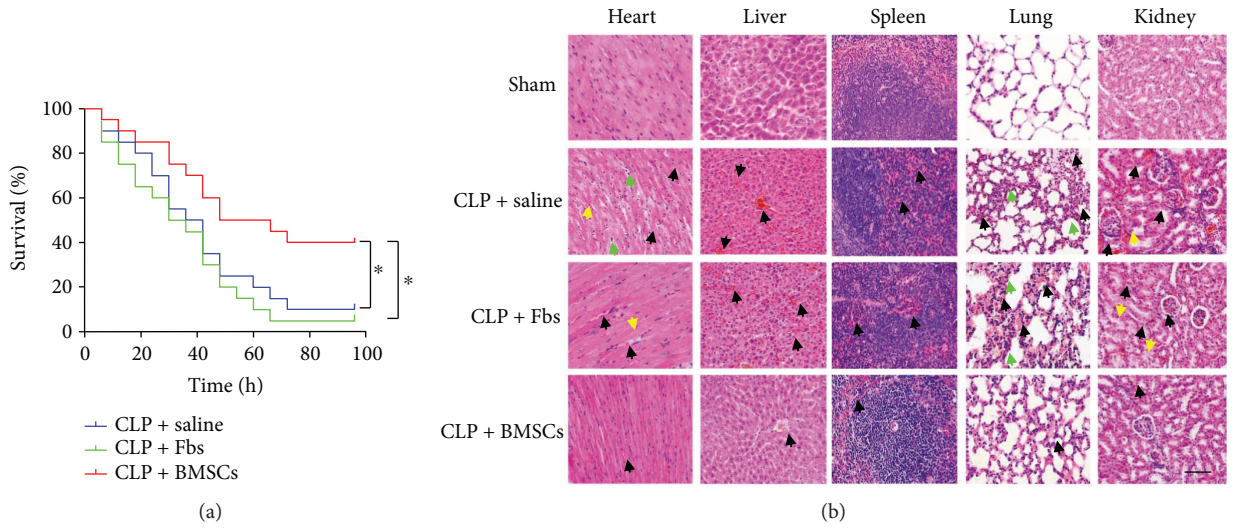 Heart Liver Spleen Lung Kidney
Sham
CLP + saline
CLP + Fbs
CLP + BMSCs
Survival (%)
100
80
60
40
20
0
* *
0 20 40 60 80 100
Time (h)
CLP + saline
CLP + Fbs
CLP + BMSCs
(a)
(b)